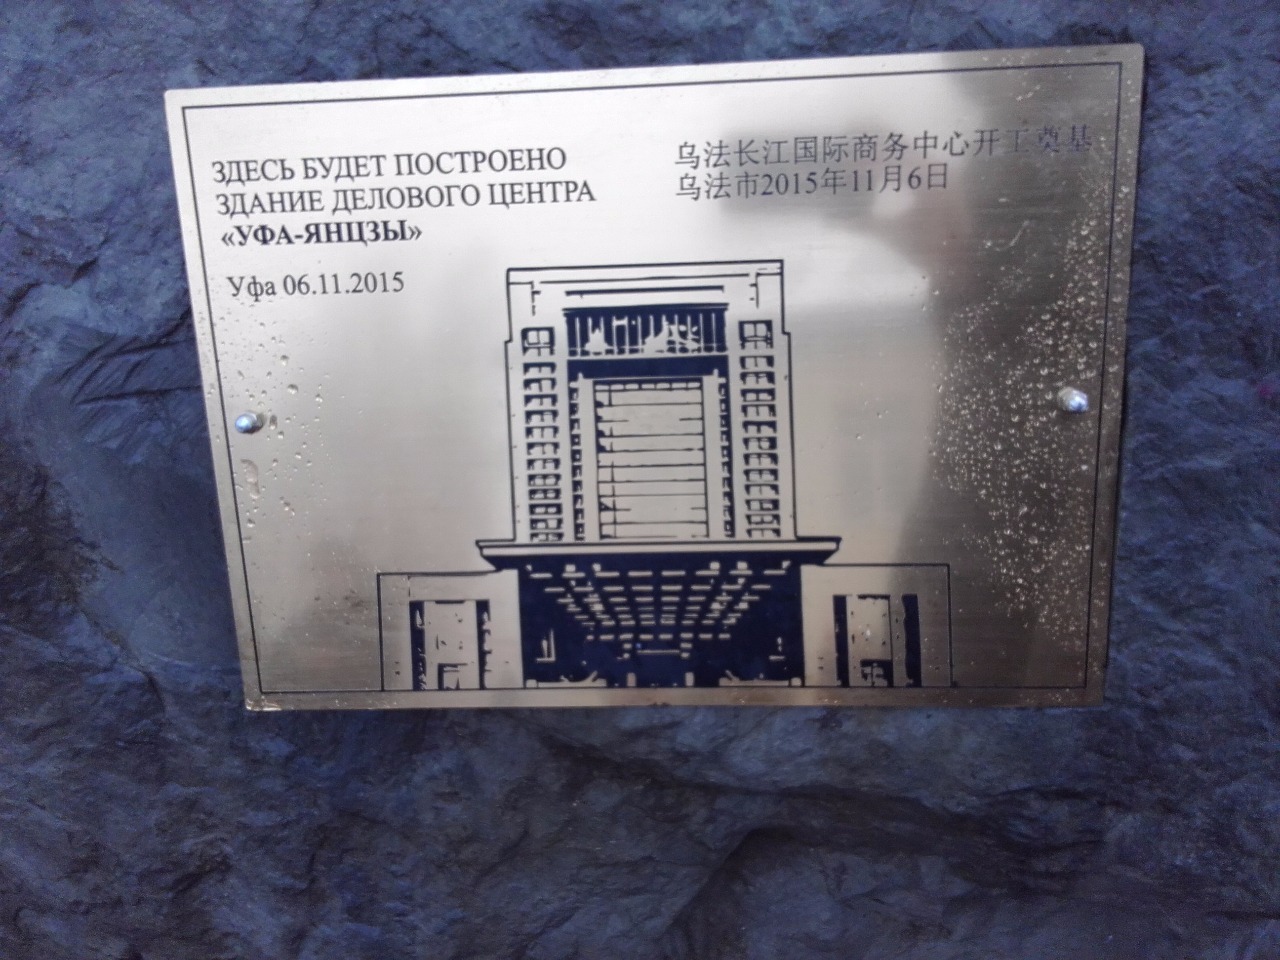 ЗДЕСЬ БУДЕТ ПОСТРОЕНО
ЗДАНИЕ ДЕЛОВОГО ЦЕНТРА
«УФА-ЯНЦЗЫ»
Уфа 06.11.2015
乌法长江国际商务中心开工奠基
乌法市2015年11月6日